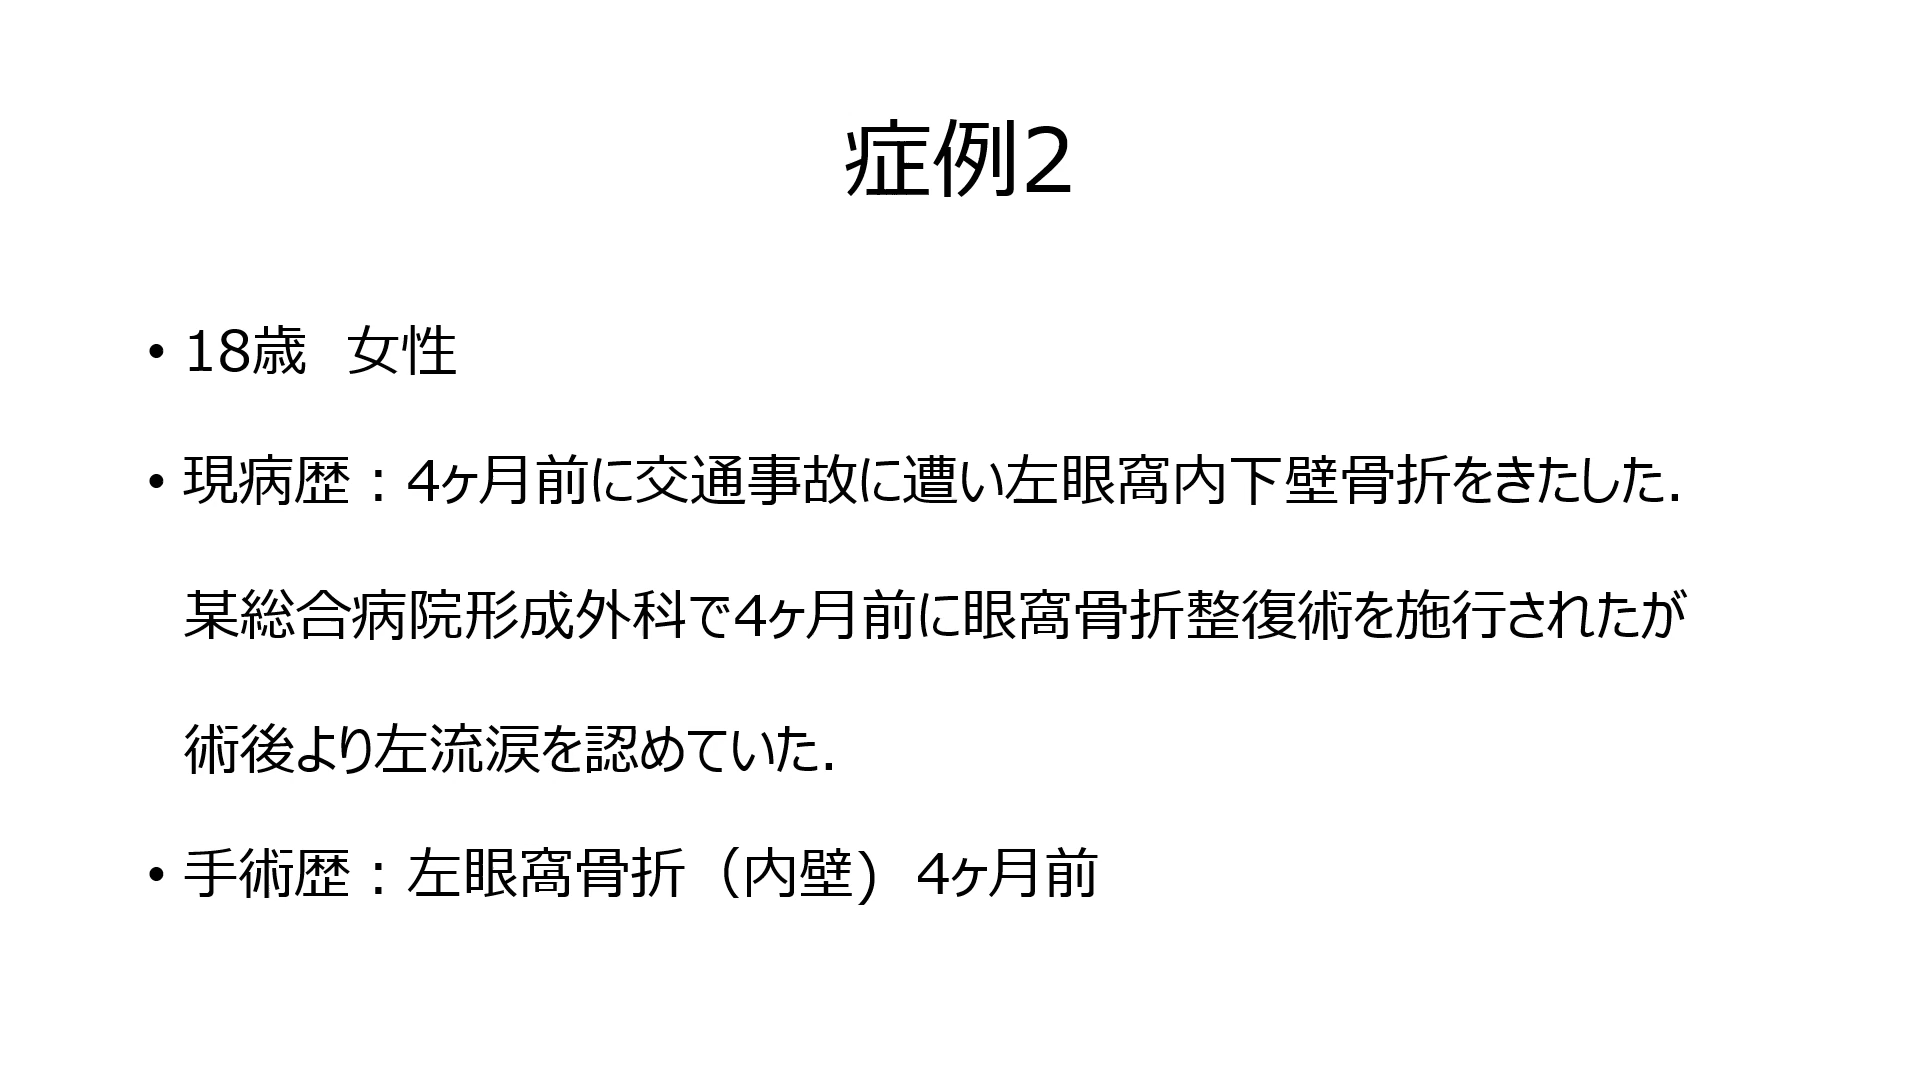 症例2
• 18歳　女性
• 現病歴：4ヶ月前に交通事故に遭い左眼窩内下壁骨折をきたした.
某総合病院形成外科で4ヶ月前に眼窩骨折整復術を施行されたが
術後より左流涙を認めていた.
• 手術歴：左眼窩骨折（内壁)　4ヶ月前